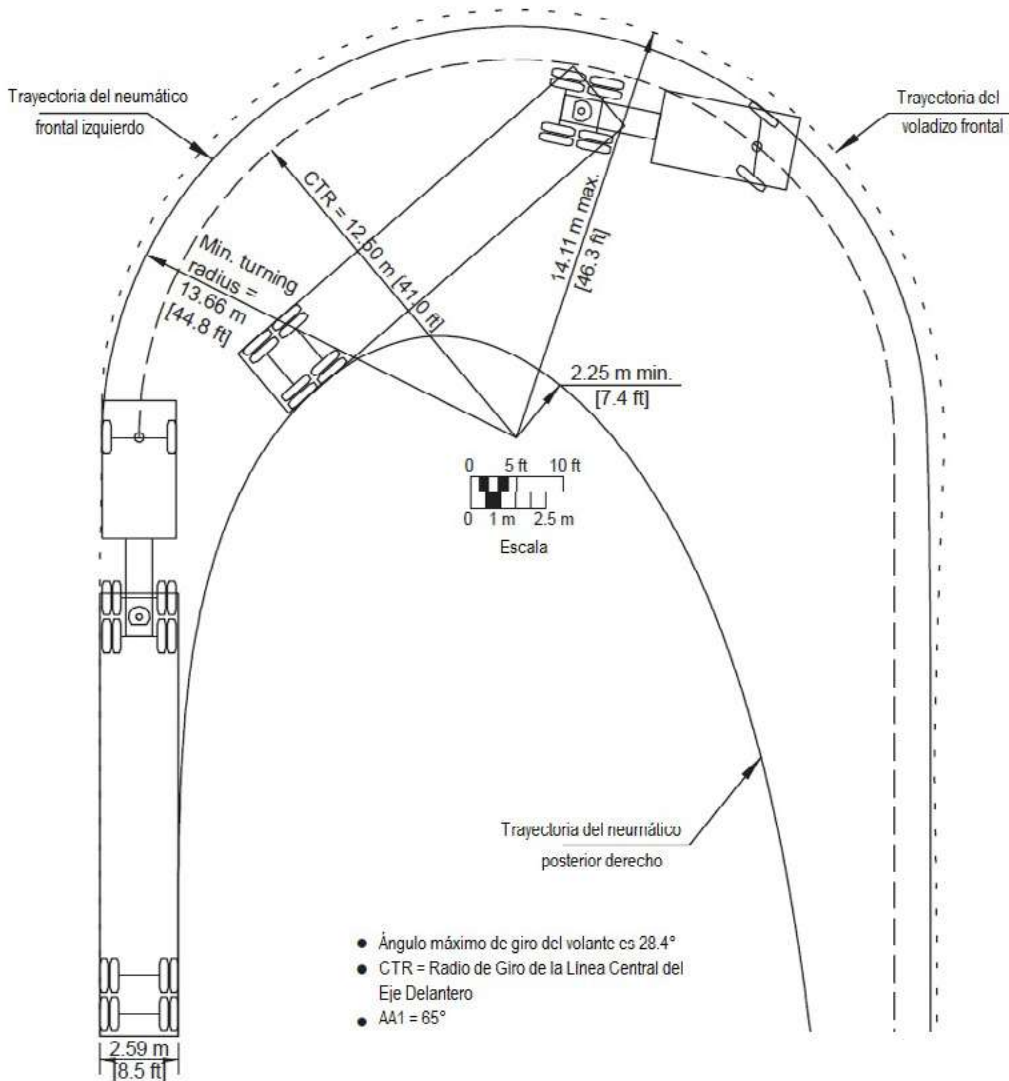 Trayectoria del neumático
frontal izquierdo
Trayectoria del
voladizo frontal
CTR = 12.50 m [41.0 ft]
14.11 m max.
[46.3 ft]
Min. turning
radius =
13.66 m
[44.8 ft]
2.25 m min.
[7.4 ft]
0 5 ft 10 ft
0 1 m 2.5 m
Escala
Trayectoria del neumático
posterior derecho
● Ángulo máximo de giro del volante es 28.4°
● CTR = Radio de Giro de la Línea Central del
Eje Delantero
● AA1 = 65°
2.59 m
[8.5 ft]